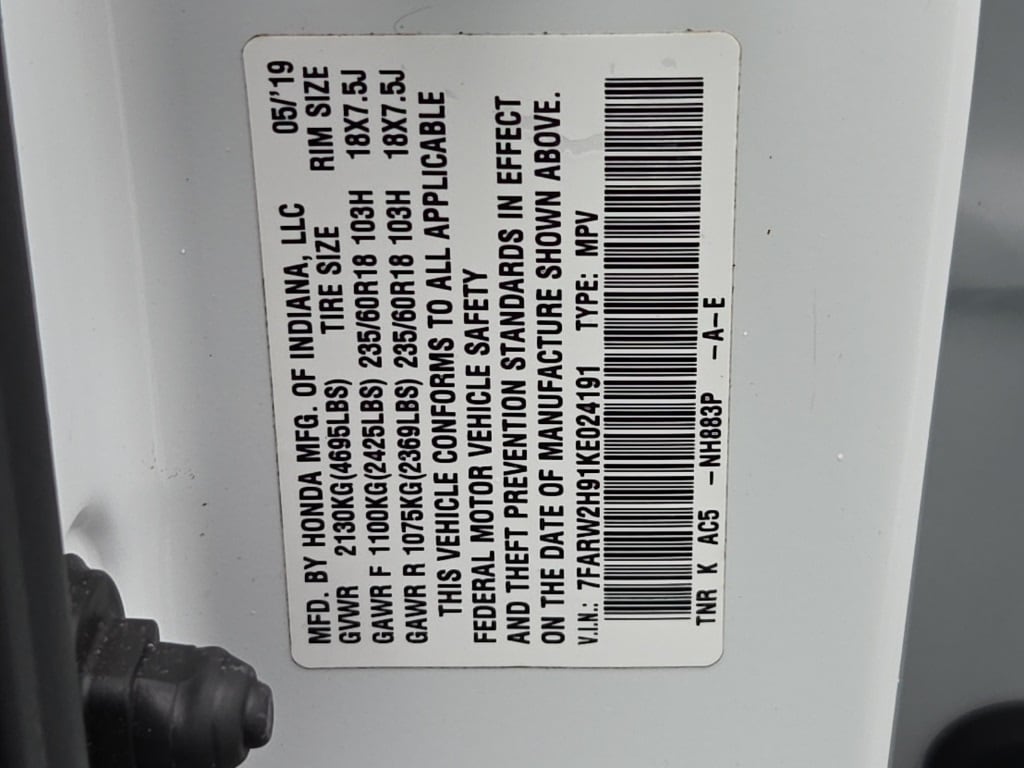 MFD. BY HONDA MFG. OF INDIANA, LLC 05/'19
GVWR 2130KG(4695LBS) TIRE SIZE RIM SIZE
GAWR F 1100KG(2425LBS) 235/60R18 103H 18X7.5J
GAWR R 1075KG(2369LBS) 235/60R18 103H 18X7.5J
THIS VEHICLE CONFORMS TO ALL APPLICABLE
FEDERAL MOTOR VEHICLE SAFETY
AND THEFT PREVENTION STANDARDS IN EFFECT
ON THE DATE OF MANUFACTURE SHOWN ABOVE.
V.I.N.: 7FARW2H91KE024191 TYPE: MPV
TNR K AC5 -NH883P -A-E